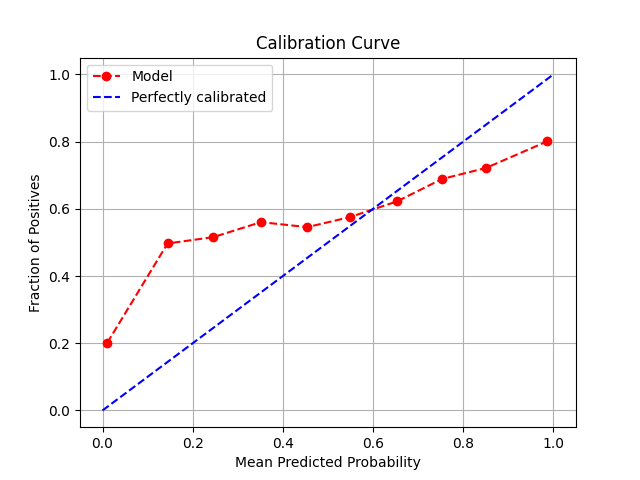 Calibration Curve
Model
Perfectly calibrated
1.0
0.8
0.6
0.4
0.2
0.0
Fraction of Positives
0.0 0.2 0.4 0.6 0.8 1.0
Mean Predicted Probability